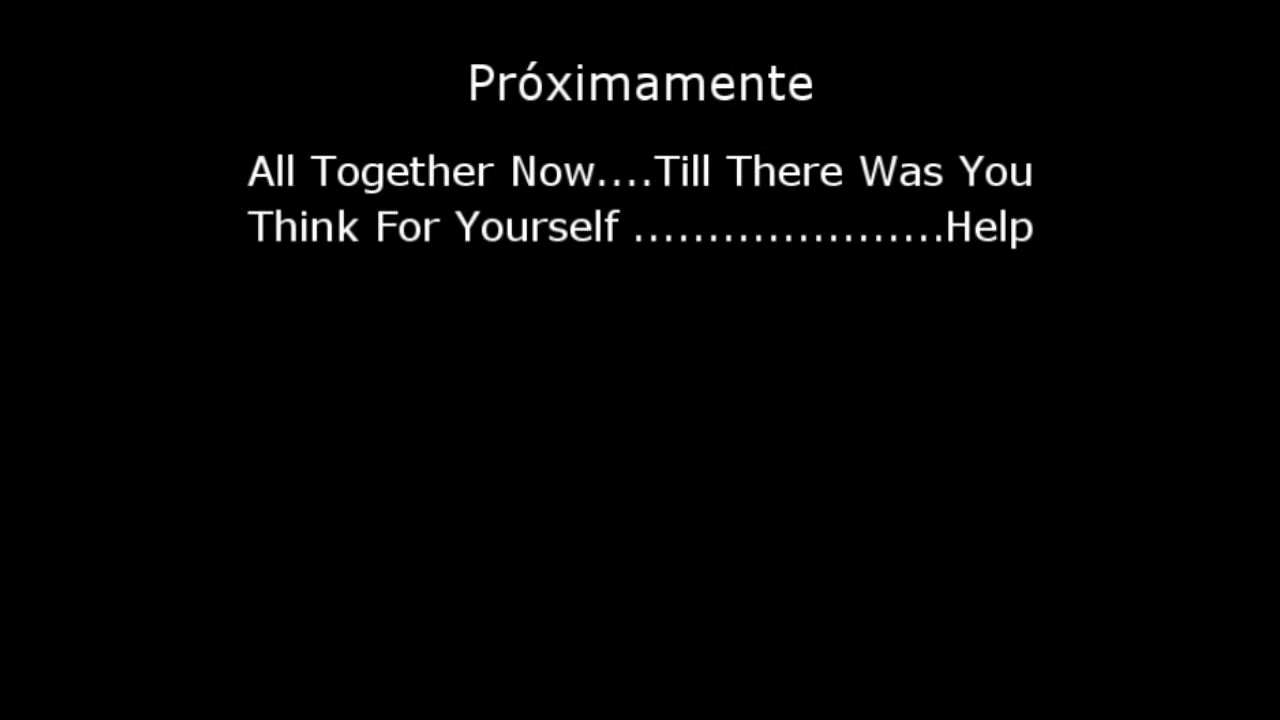 Próximamente
All Together Now....Till There Was You
Think For Yourself .....................Help